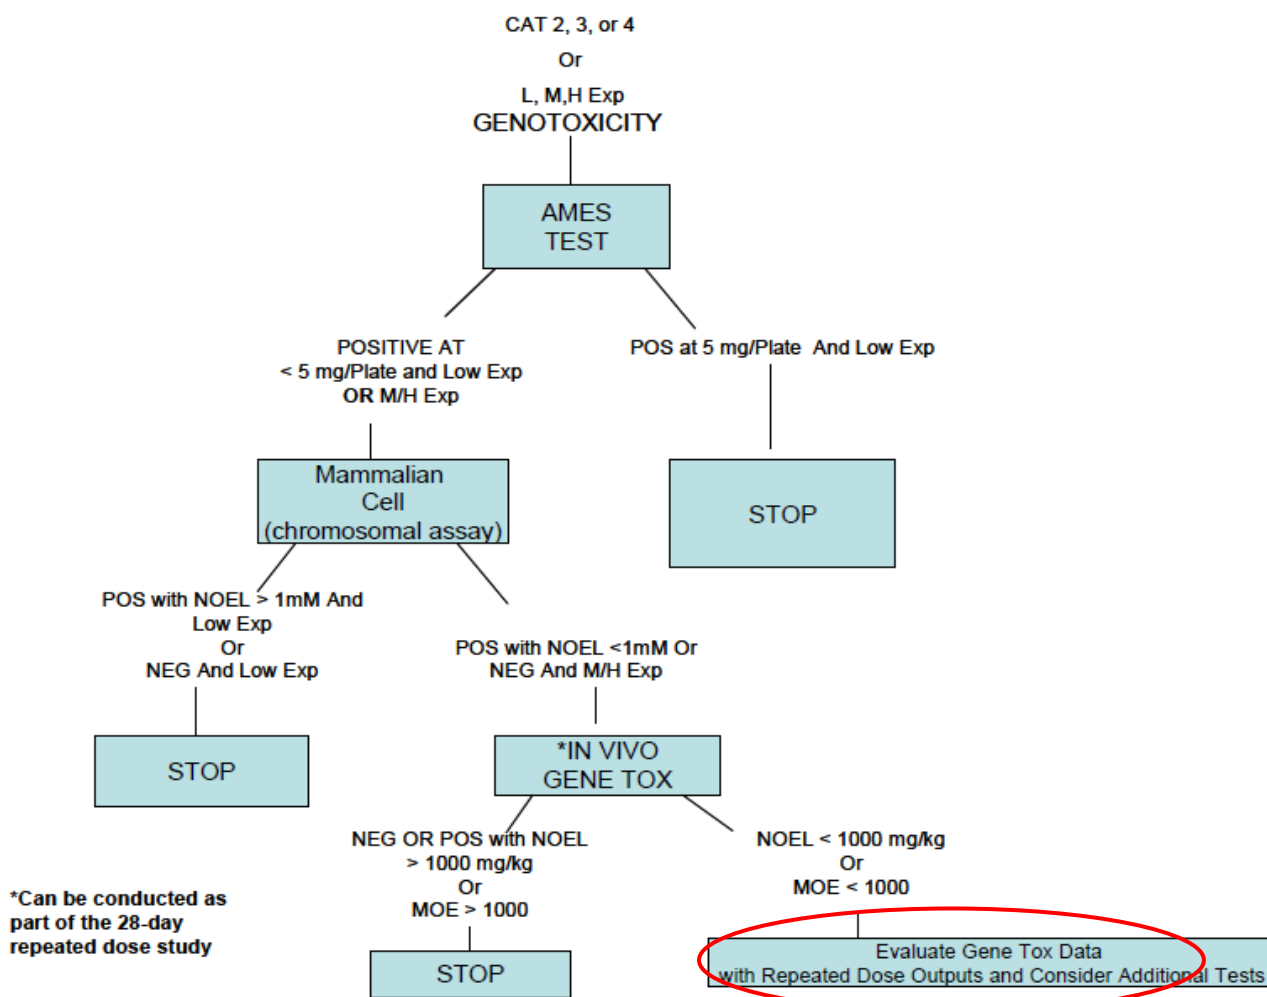 CAT 2, 3, or 4
Or
L, M,H Exp
GENOTOXICITY
AMES
TEST
POSITIVE AT
< 5 mg/Plate and Low Exp
OR M/H Exp
POS at 5 mg/Plate And Low Exp
Mammalian
Cell
(chromosomal assay)
STOP
POS with NOEL > 1mM And
Low Exp
Or
NEG And Low Exp
POS with NOEL <1mM Or
NEG And M/H Exp
STOP
*IN VIVO
GENE TOX
NEG OR POS with NOEL
> 1000 mg/kg
Or
MOE > 1000
NOEL < 1000 mg/kg
Or
MOE < 1000
*Can be conducted as
part of the 28-day
repeated dose study
STOP
Evaluate Gene Tox Data
with Repeated Dose Outputs and Consider Additional Tests